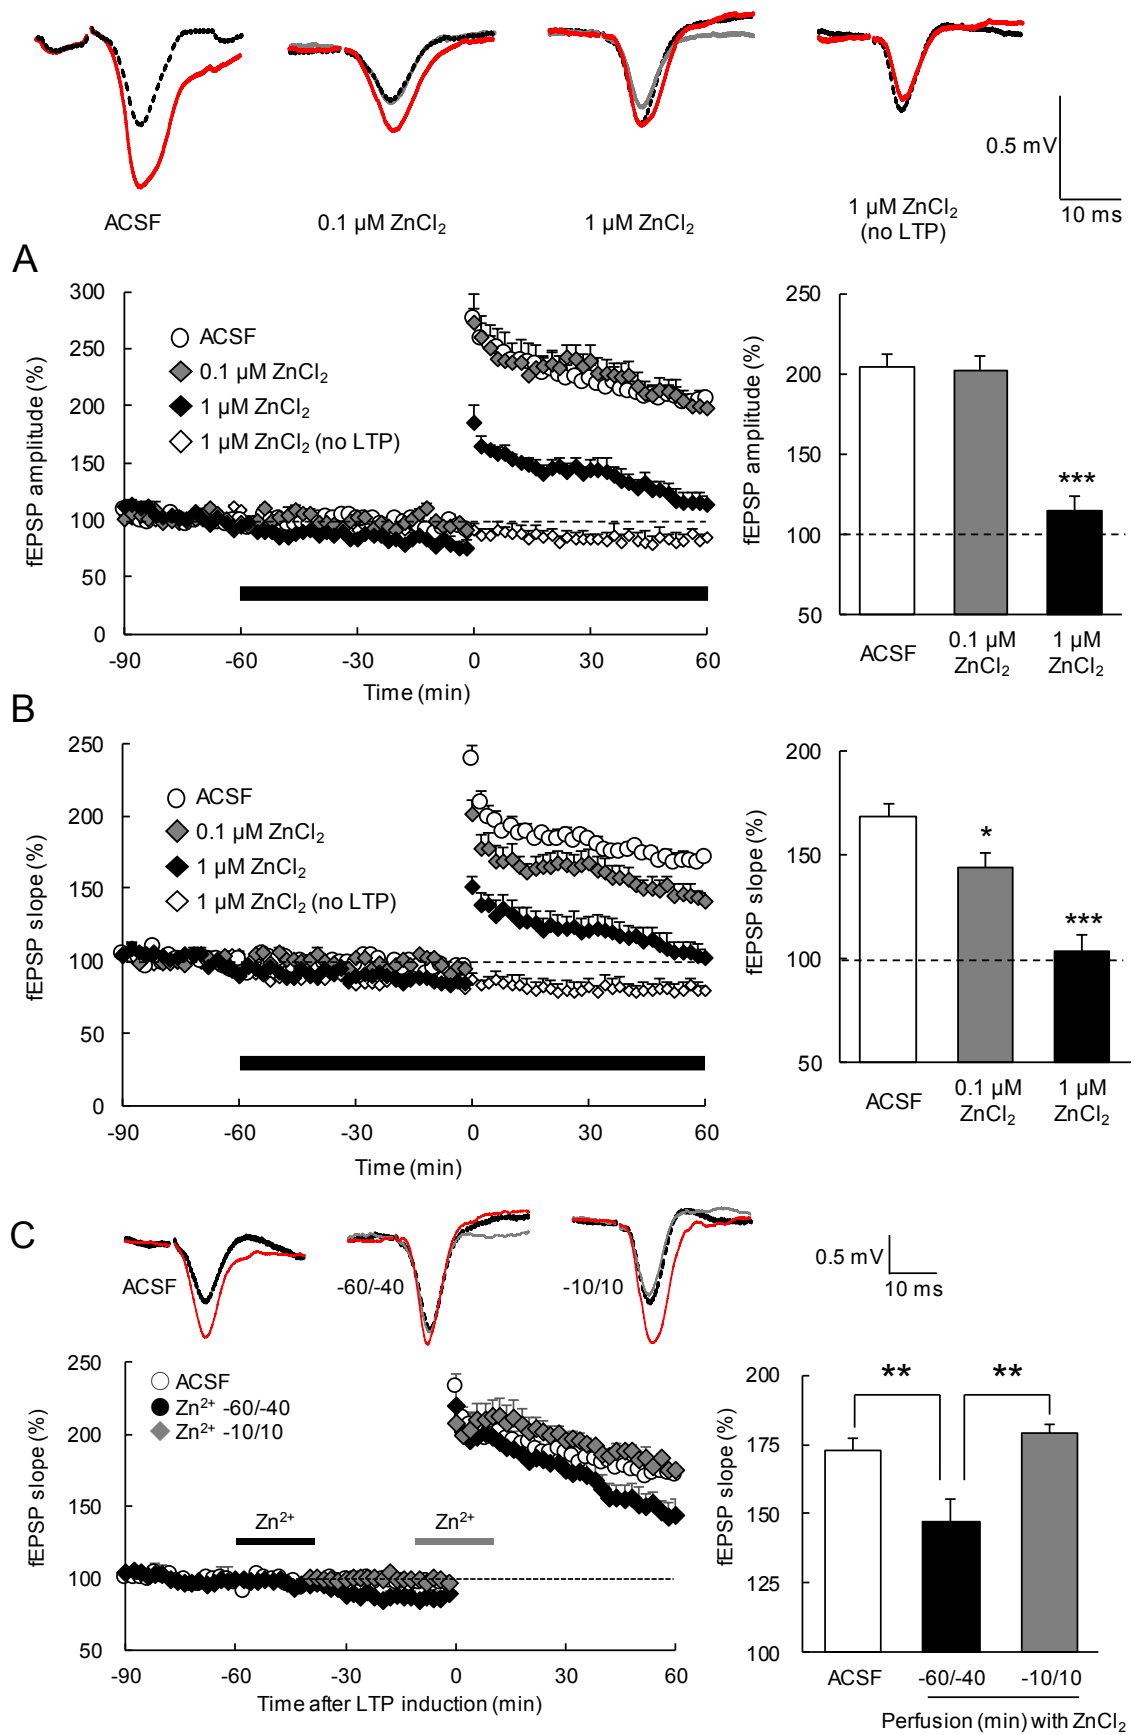 0.5 mV
10 ms
ACSF
0.1 µM ZnCl₂
1 µM ZnCl₂
1 µM ZnCl₂
(no LTP)
A
fEPSP amplitude (%)
300
250
200
150
100
50
0
ACSF
0.1 µM ZnCl₂
1 µM ZnCl₂
1 µM ZnCl₂ (no LTP)
-90
-60
-30
0
30
60
Time (min)
fEPSP amplitude (%)
250
200
150
100
50
***
ACSF
0.1 µM
ZnCl₂
1 µM
ZnCl₂
B
fEPSP slope (%)
250
200
150
100
50
0
ACSF
0.1 µM ZnCl₂
1 µM ZnCl₂
1 µM ZnCl₂ (no LTP)
-90
-60
-30
0
30
60
Time (min)
fEPSP slope (%)
200
150
100
50
*
***
ACSF
0.1 µM
ZnCl₂
1 µM
ZnCl₂
C
ACSF
-60/-40
-10/10
0.5 mV
10 ms
fEPSP slope (%)
250
200
150
100
50
ACSF
Zn²⁺ -60/-40
Zn²⁺ -10/10
Zn²⁺
Zn²⁺
-90
-60
-30
0
30
60
Time after LTP induction (min)
fEPSP slope (%)
200
175
150
125
100
**
**
ACSF
-60/-40
-10/10
Perfusion (min) with ZnCl₂